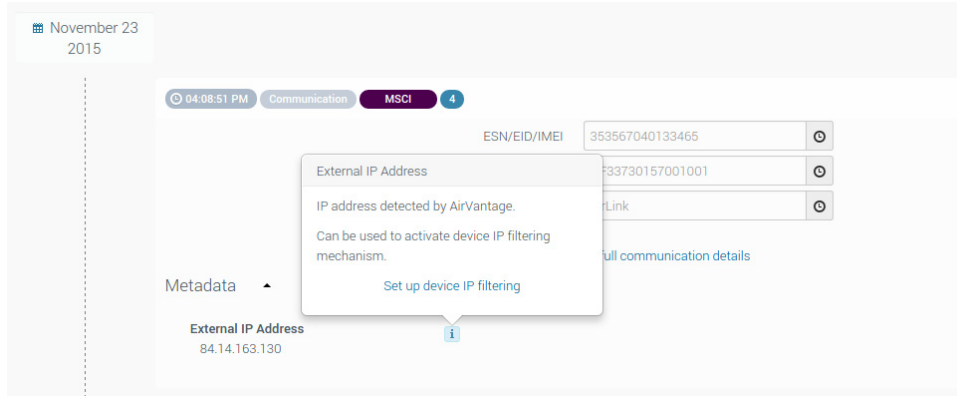 November 23
2015
04:08:51 PM Communication MSCI 4
ESN/EID/IMEI 353567040133465
External IP Address
F33730157001001
IP address detected by AirVantage.
rLink
Can be used to activate device IP filtering
mechanism.
full communication details
Metadata
Set up device IP filtering
External IP Address
i
84.14.163.130